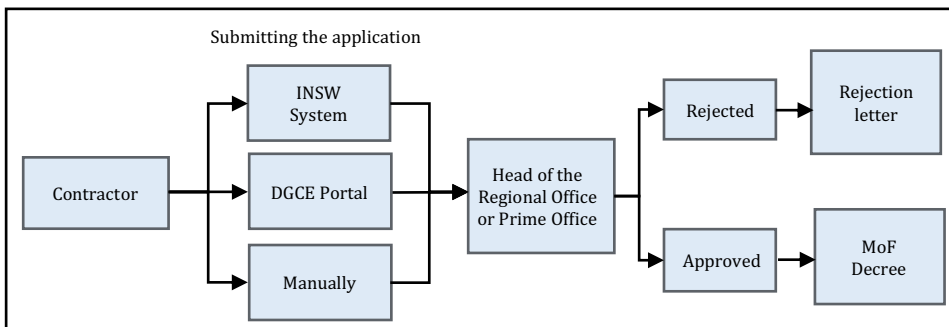 Submitting the application
INSW
System
Contractor
DGCE Portal
Manually
Head of the
Regional Office
or Prime Office
Rejected
Rejection
letter
Approved
MoF
Decree